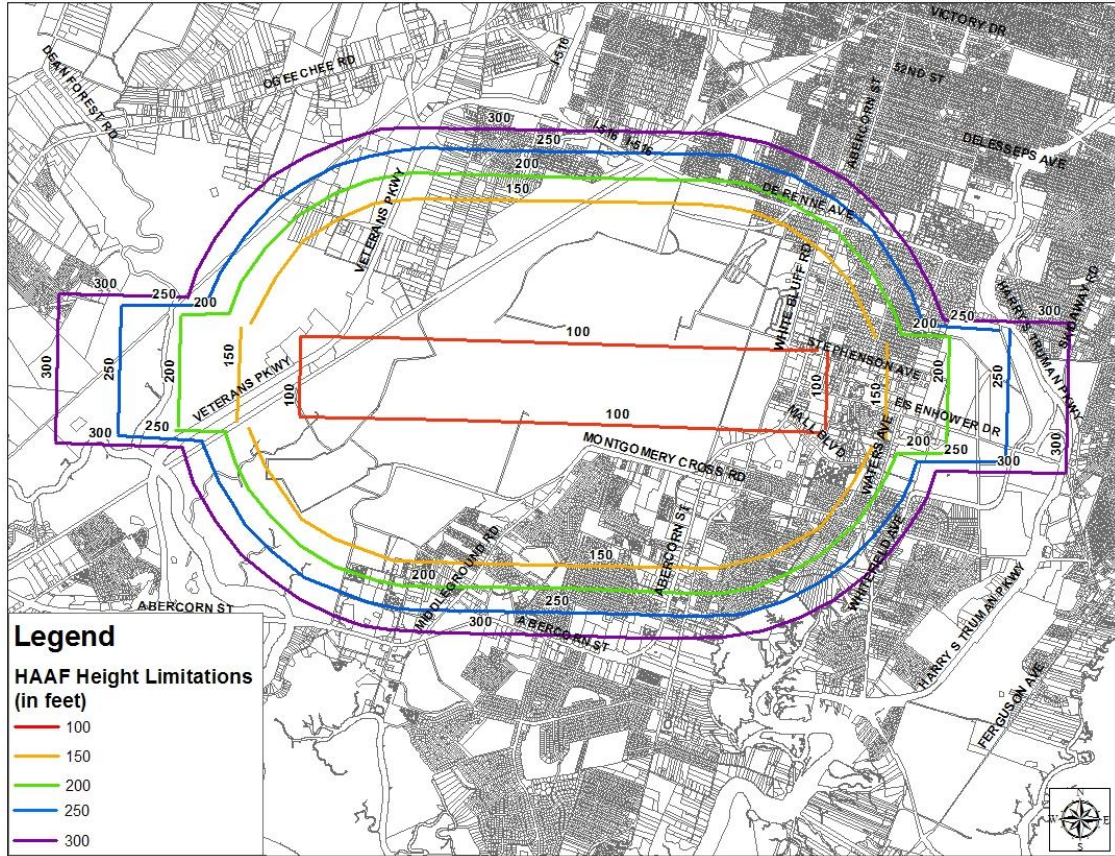 VICTORY DR
DEAN FOREST RD
OGEECHEE RD
I-516
52ND ST
ABERCORN ST
DELESSEPS AVE
300
250
I-516
I-516
200
150
DE RENNE AVE
VETERANS PKWY
WHITE BLUFF RD
HARRY S TRUMAN PKWY
SKIDAWAY RD
300
250
200
200
250
300
100
STEPHENSON AVE
300
250
200
150
VETERANS PKWY
100
100
150
200
250
EISENHOWER DR
100
MALL BLVD
MONTGOMERY CROSS RD
WATERS AVE
300
250
200
250
300
300
MIDDLEGROUND RD
150
ABERCORN ST
200
250
WHITEFIELD AVE
300
ABERCORN ST
ABERCORN ST
HARRY S TRUMAN PKWY
FERGUSON AVE
Legend
HAAF Height Limitations
(in feet)
100
150
200
250
300
N
W
E
S